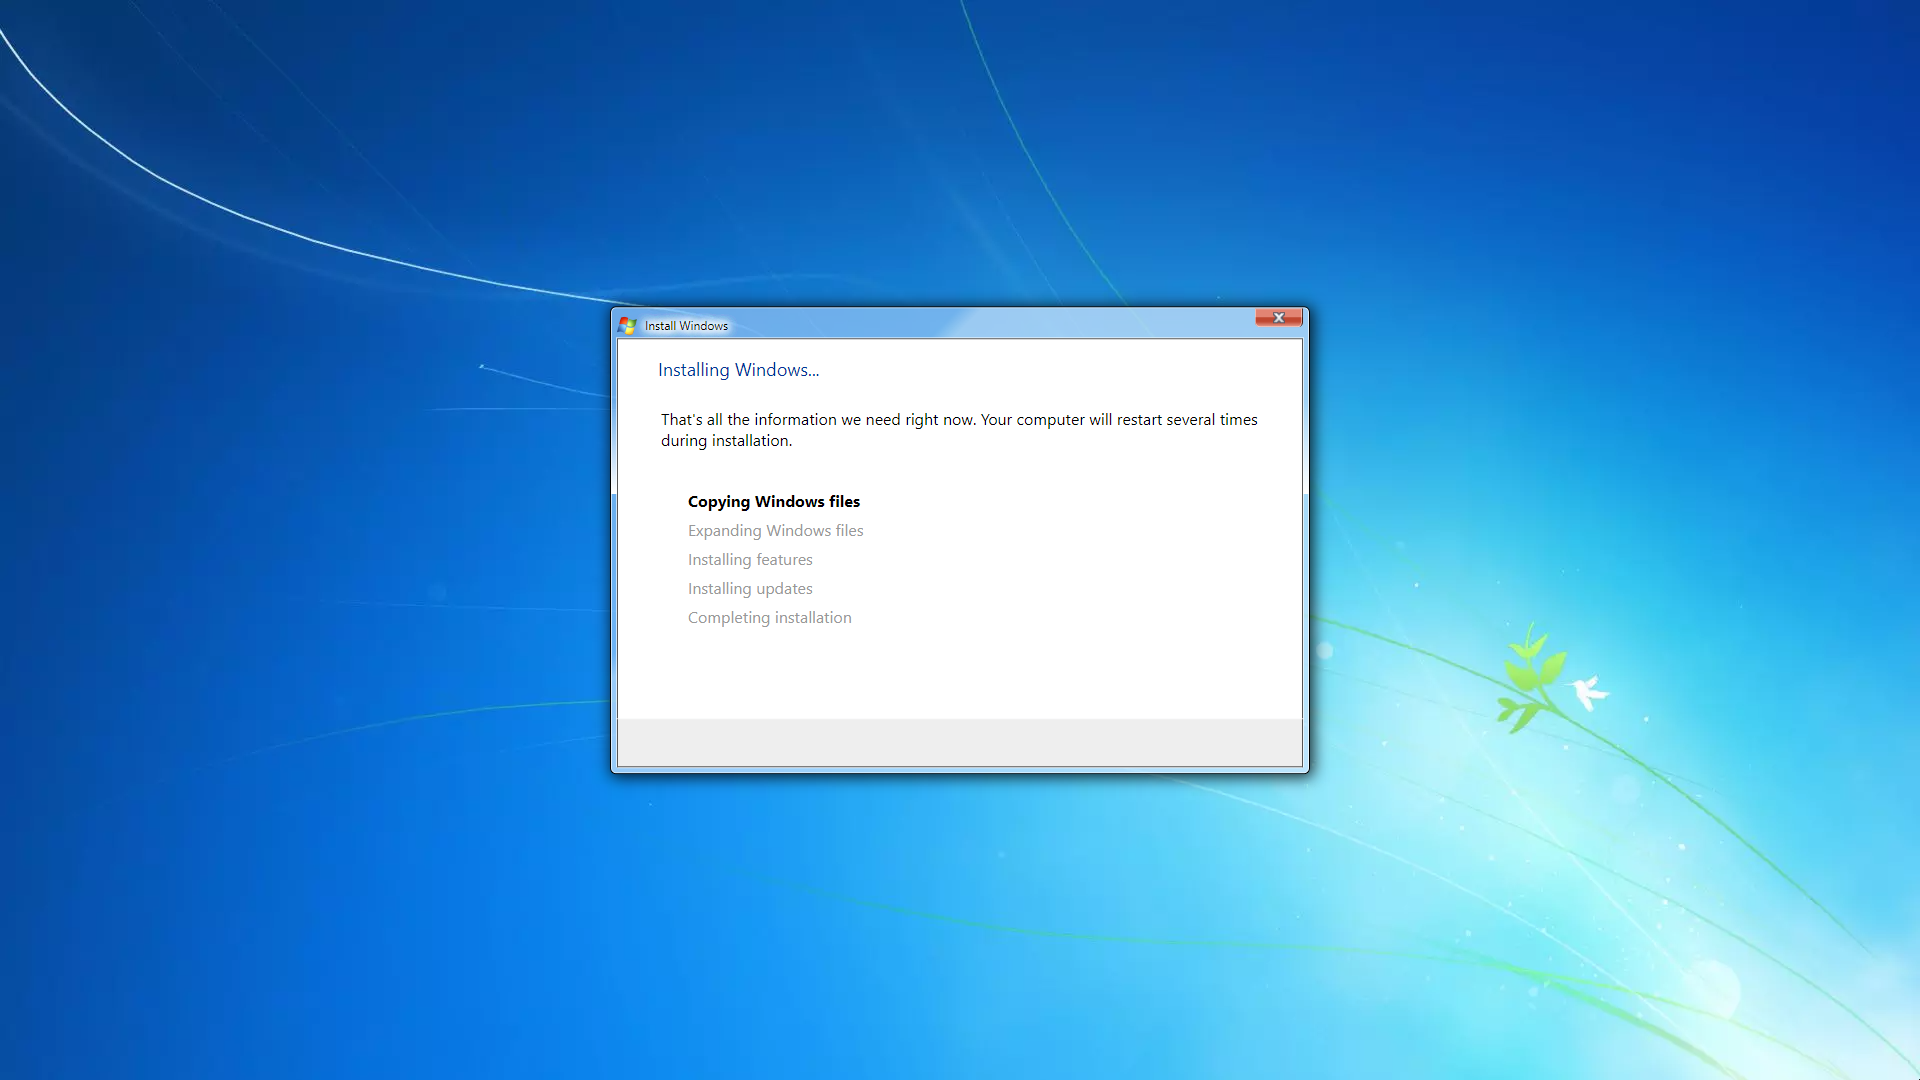 Install Windows
Installing Windows...
That's all the information we need right now. Your computer will restart several times
during installation.
Copying Windows files
Expanding Windows files
Installing features
Installing updates
Completing installation